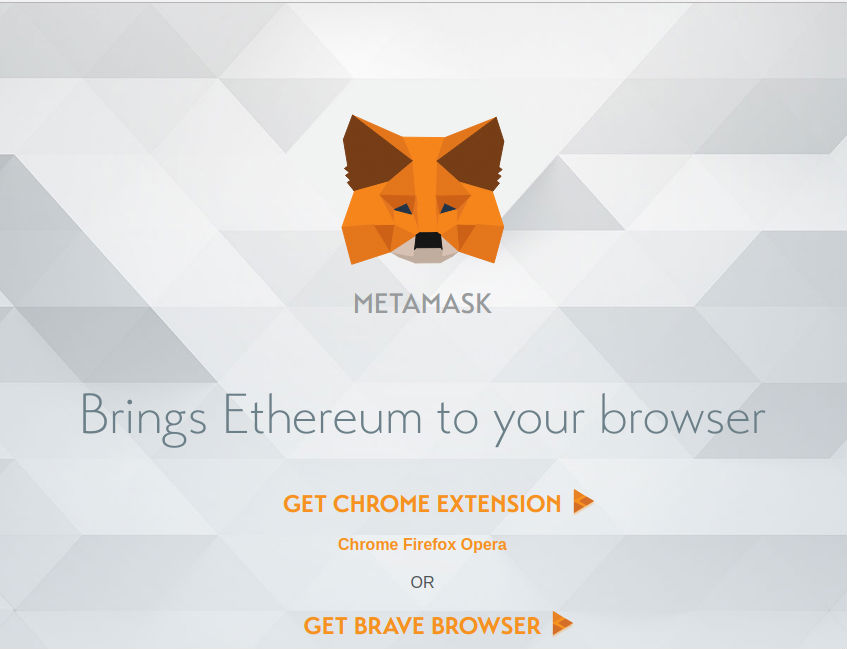 METAMASK
Brings Ethereum to your browser
GET CHROME EXTENSION
Chrome Firefox Opera
OR
GET BRAVE BROWSER